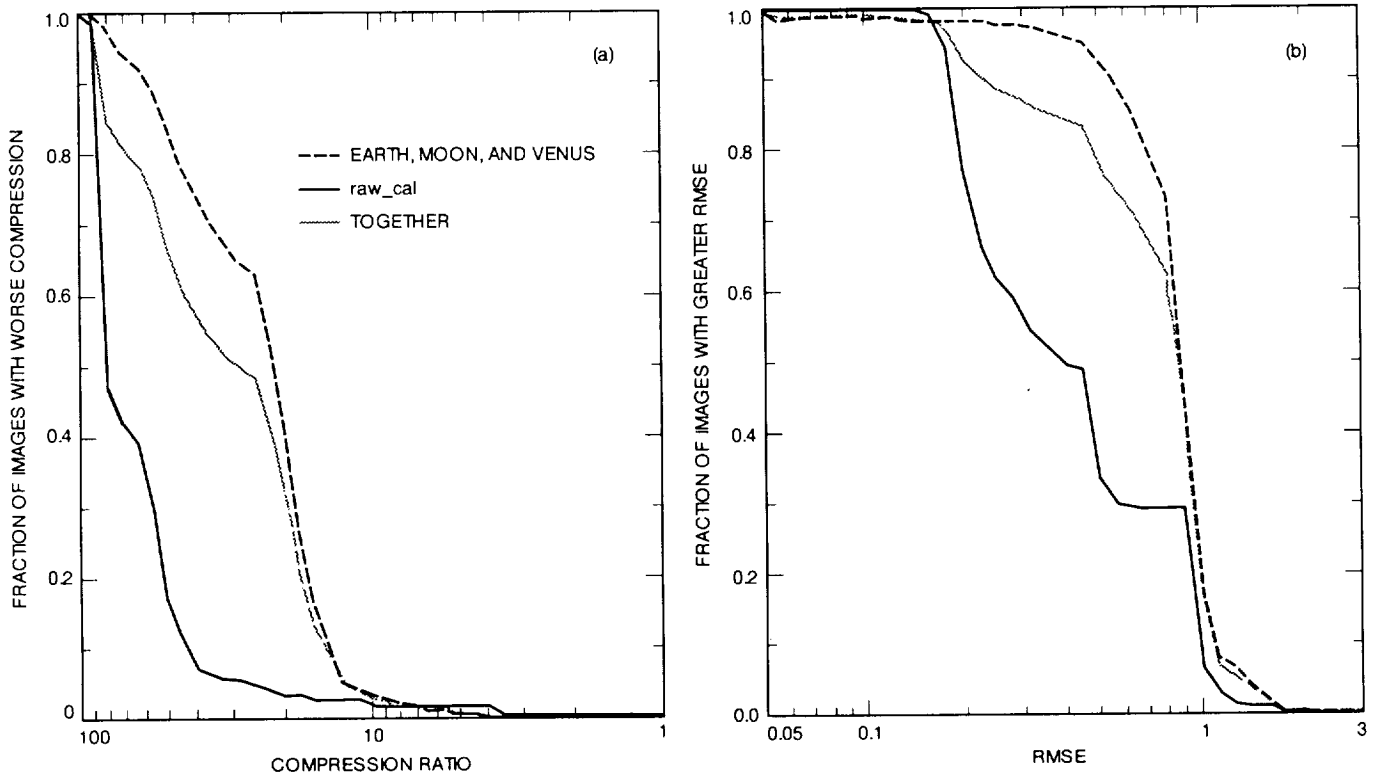 (a)
FRACTION OF IMAGES WITH WORSE COMPRESSION
1.0
0.8
0.6
0.4
0.2
0
EARTH, MOON, AND VENUS
raw_cal
TOGETHER
100
10
1
COMPRESSION RATIO
(b)
FRACTION OF IMAGES WITH GREATER RMSE
1.0
0.8
0.6
0.4
0.2
0.0
0.05
0.1
1
3
RMSE